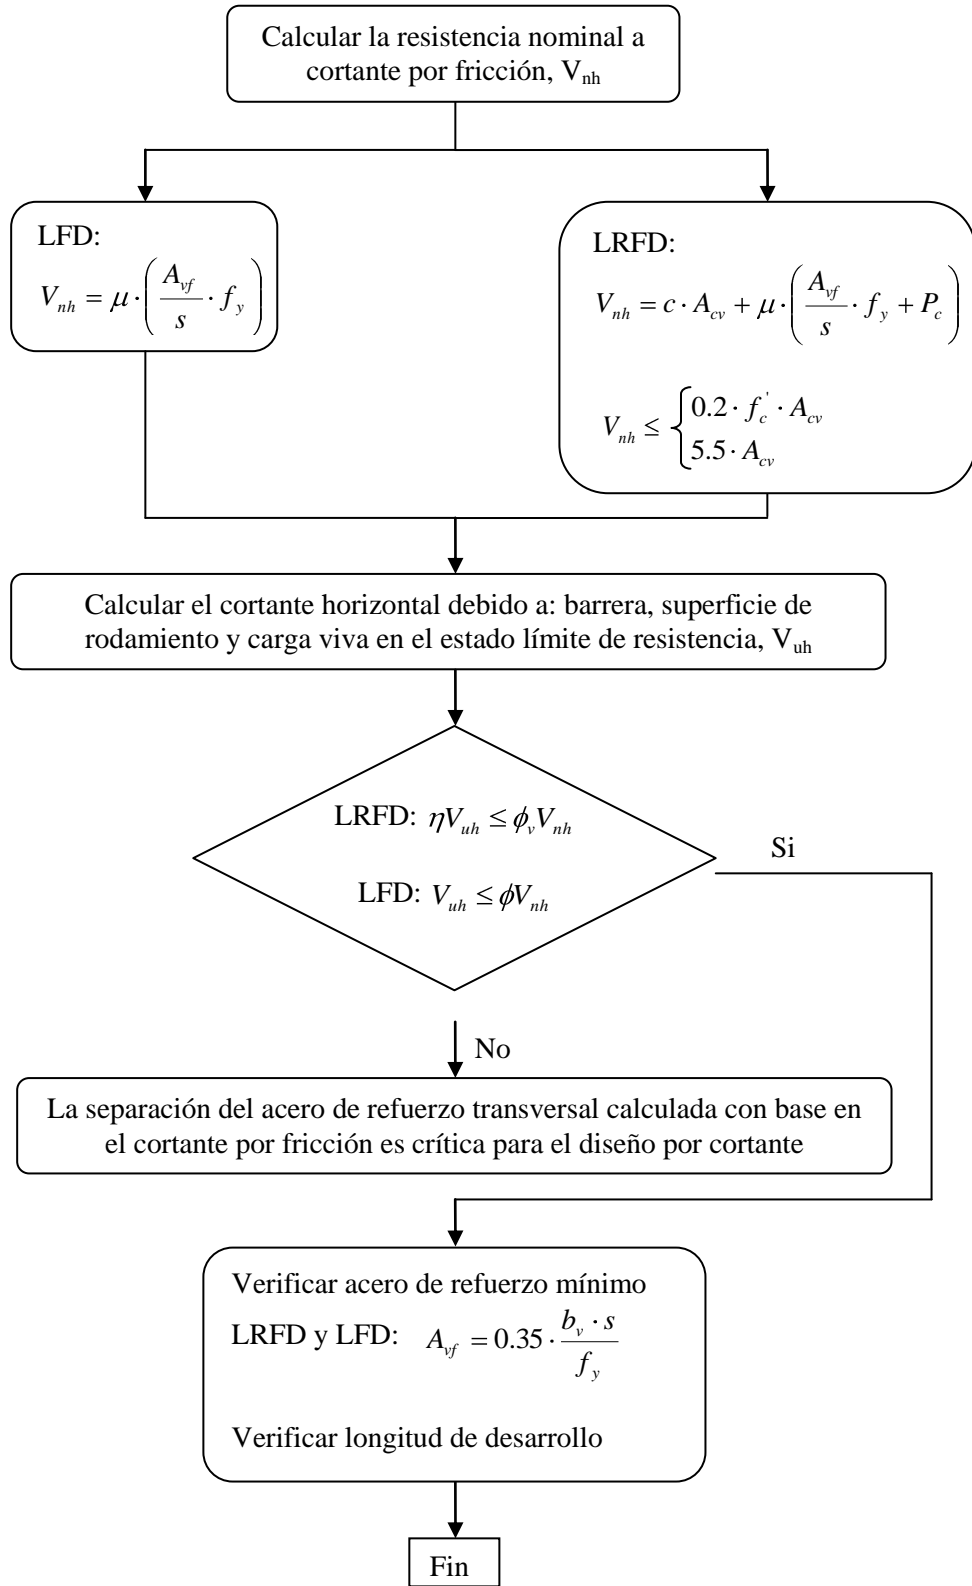 Calcular la resistencia nominal a
cortante por fricción, V_nh
LFD:
V_nh = μ · (A_vf / s · f_y)
LRFD:
V_nh = c · A_cv + μ · (A_vf / s · f_y + P_c)
V_nh ≤ { 0.2 · f_c' · A_cv
5.5 · A_cv
Calcular el cortante horizontal debido a: barrera, superficie de
rodamiento y carga viva en el estado límite de resistencia, V_uh
LRFD: ηV_uh ≤ ϕ_v V_nh
LFD: V_uh ≤ ϕV_nh
Si
No
La separación del acero de refuerzo transversal calculada con base en
el cortante por fricción es crítica para el diseño por cortante
Verificar acero de refuerzo mínimo
LRFD y LFD: A_vf = 0.35 · b_v · s / f_y
Verificar longitud de desarrollo
Fin